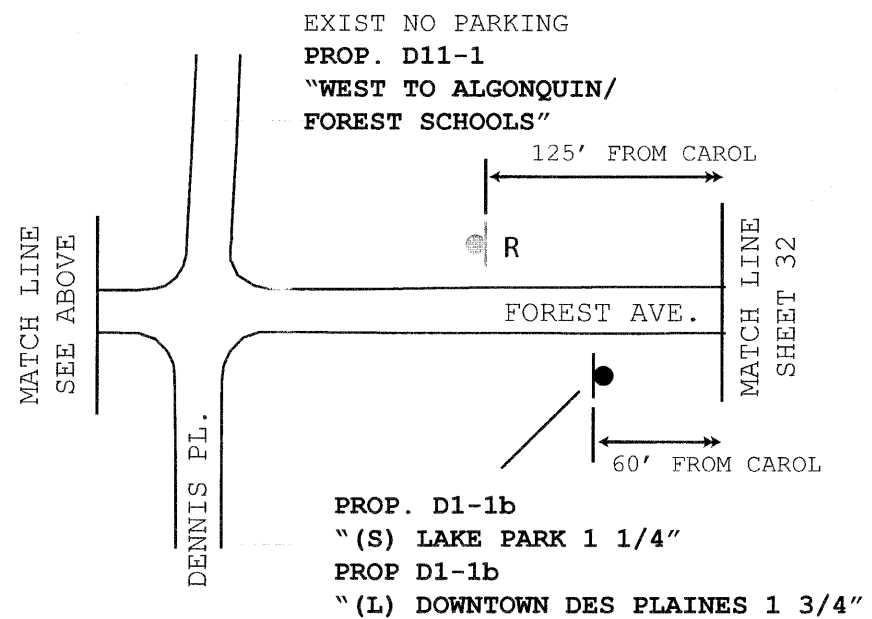 EXIST NO PARKING
PROP. D11-1
"WEST TO ALGONQUIN/
FOREST SCHOOLS"
125' FROM CAROL
MATCH LINE
SEE ABOVE
R
FOREST AVE.
MATCH LINE
SHEET 32
DENNIS PL.
60' FROM CAROL
PROP. D1-1b
"(S) LAKE PARK 1 1/4"
PROP D1-1b
"(L) DOWNTOWN DES PLAINES 1 3/4"